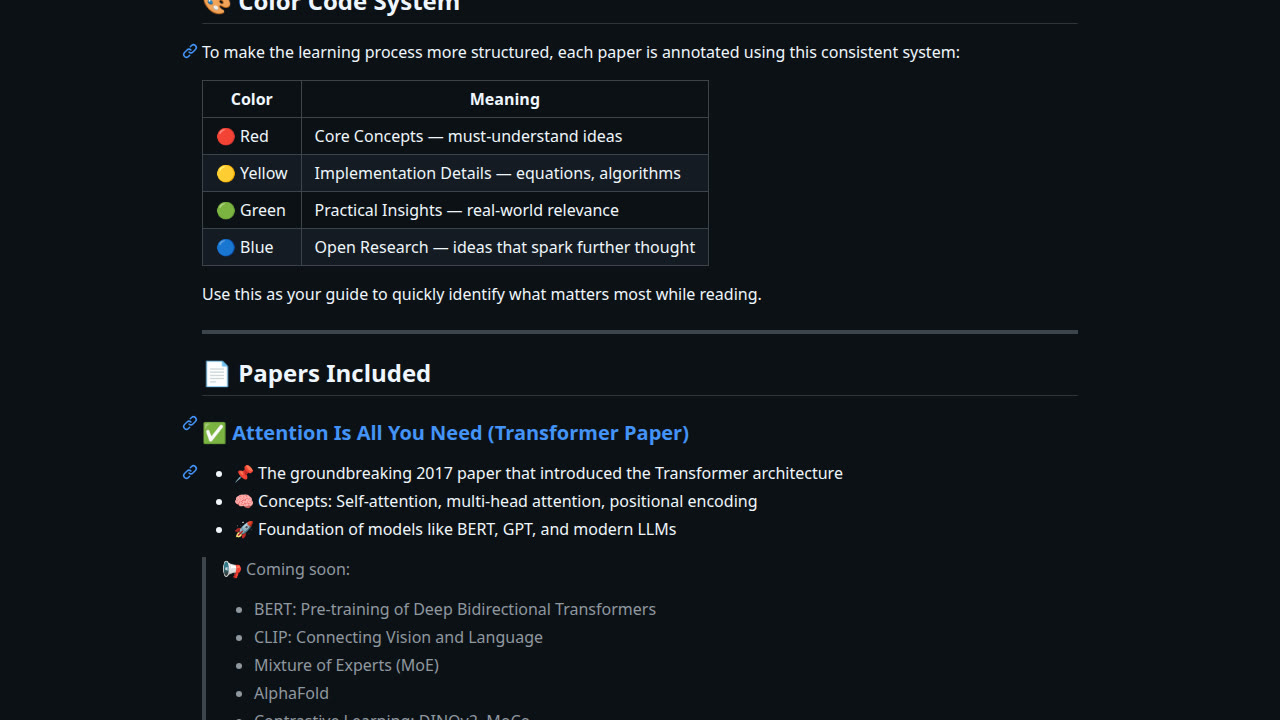 🎨 Color Code System
To make the learning process more structured, each paper is annotated using this consistent system:
Color Meaning
🔴 Red Core Concepts — must-understand ideas
🟡 Yellow Implementation Details — equations, algorithms
🟢 Green Practical Insights — real-world relevance
🔵 Blue Open Research — ideas that spark further thought
Use this as your guide to quickly identify what matters most while reading.
📄 Papers Included
✅ Attention Is All You Need (Transformer Paper)
• 📌 The groundbreaking 2017 paper that introduced the Transformer architecture
• 🧠 Concepts: Self-attention, multi-head attention, positional encoding
• 🚀 Foundation of models like BERT, GPT, and modern LLMs
📢 Coming soon:
• BERT: Pre-training of Deep Bidirectional Transformers
• CLIP: Connecting Vision and Language
• Mixture of Experts (MoE)
• AlphaFold
• Contrastive Learning: DINOv2, MoCo